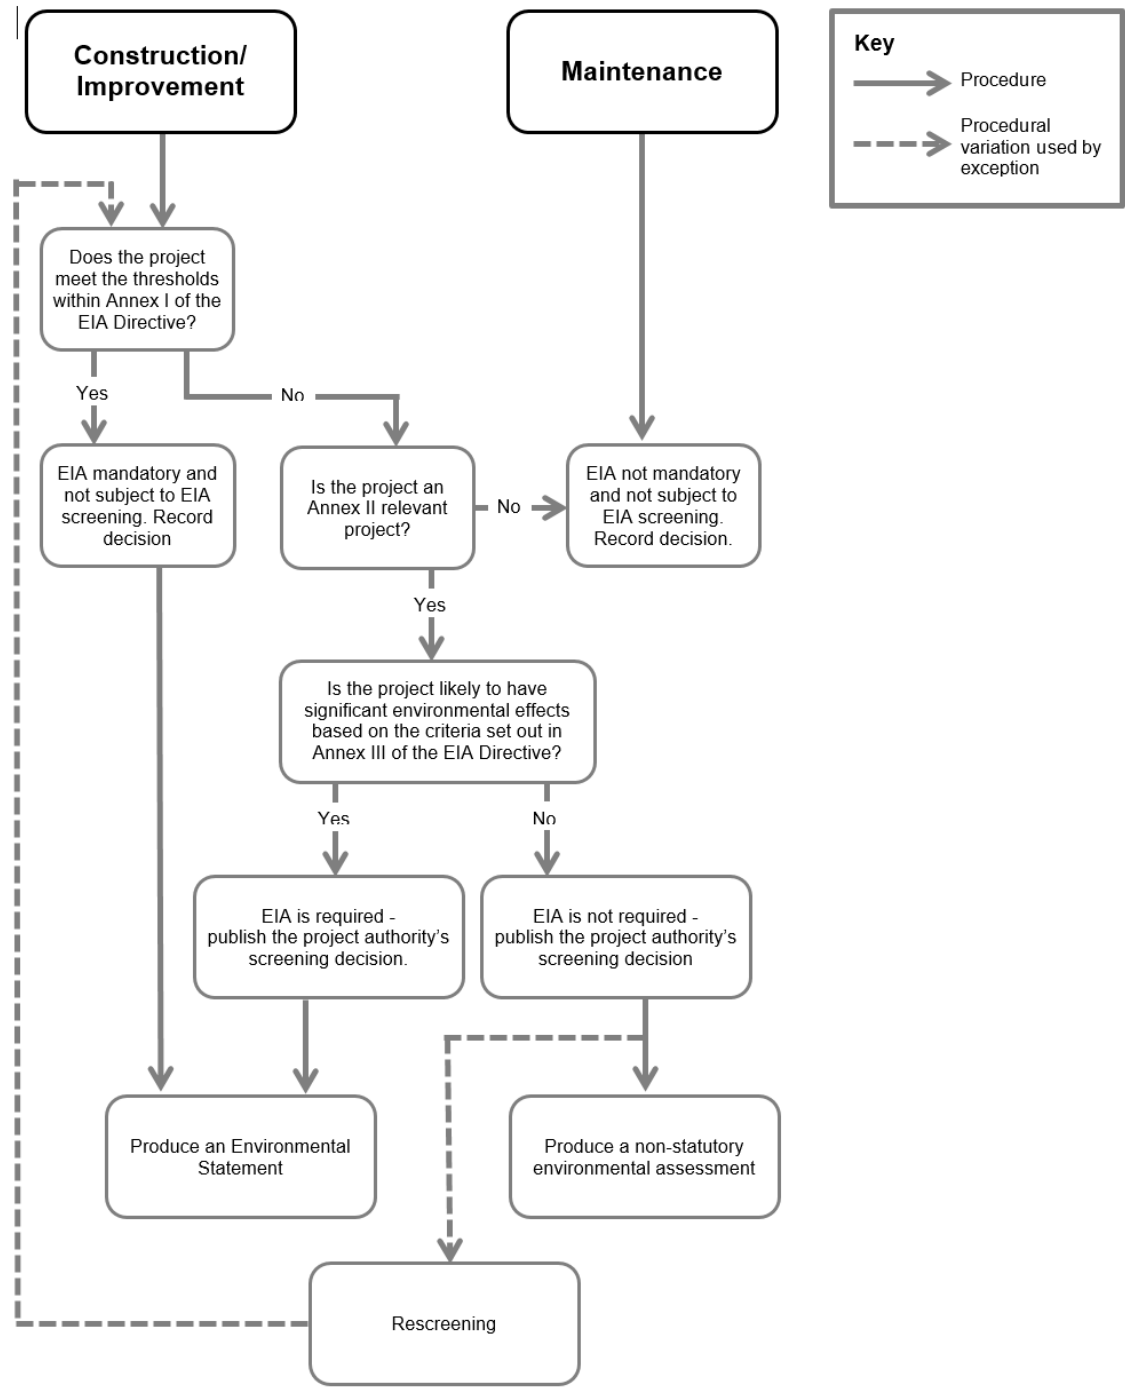 Construction/
Improvement
Maintenance
Key
Procedure
Procedural
variation used by
exception
Does the project
meet the thresholds
within Annex I of the
EIA Directive?
Yes
No
EIA mandatory and
not subject to EIA
screening. Record
decision
Is the project an
Annex II relevant
project?
No
EIA not mandatory
and not subject to
EIA screening.
Record decision.
Yes
Is the project likely to have
significant environmental effects
based on the criteria set out in
Annex III of the EIA Directive?
Yes
No
EIA is required -
publish the project authority’s
screening decision.
EIA is not required -
publish the project authority’s
screening decision
Produce an Environmental
Statement
Produce a non-statutory
environmental assessment
Rescreening